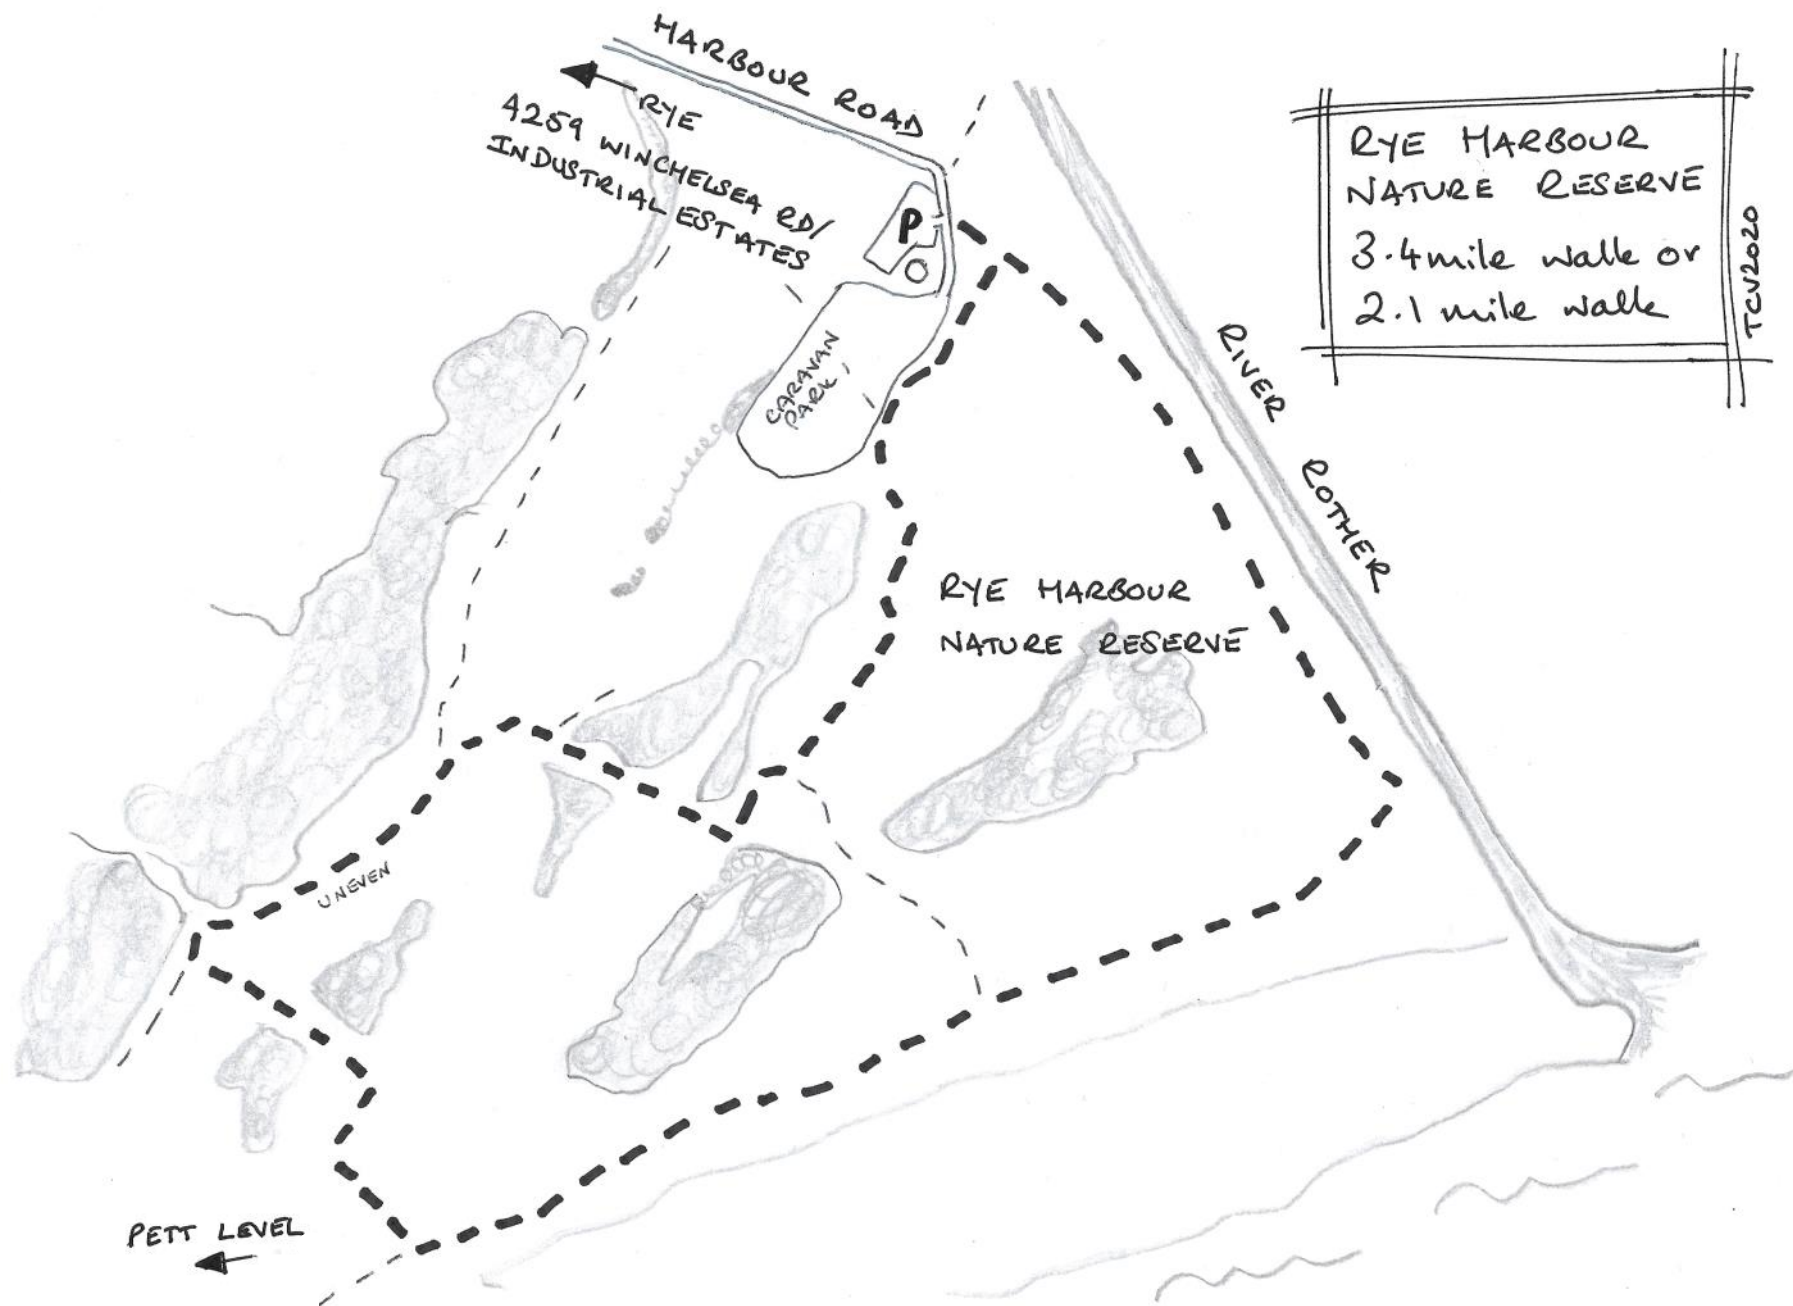 HARBOUR ROAD
RYE
A259 WINCHELSEA RD/
INDUSTRIAL ESTATES
P
CARAVAN
PARK
RIVER ROTHER
RYE HARBOUR
NATURE RESERVE
3.4 mile walk or
2.1 mile walk
TCV2020
RYE HARBOUR
NATURE RESERVE
UNEVEN
PETT LEVEL